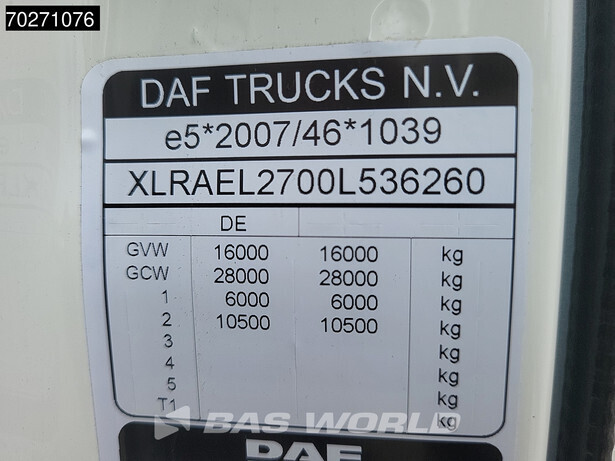 70271076
DAF TRUCKS N.V.
e5*2007/46*1039
XLRAEL2700L536260
DE
GVW 16000 16000 kg
GCW 28000 28000 kg
1 6000 6000 kg
2 10500 10500 kg
3 kg
4 kg
5 kg
T1 kg
BAS WORLD
DAF